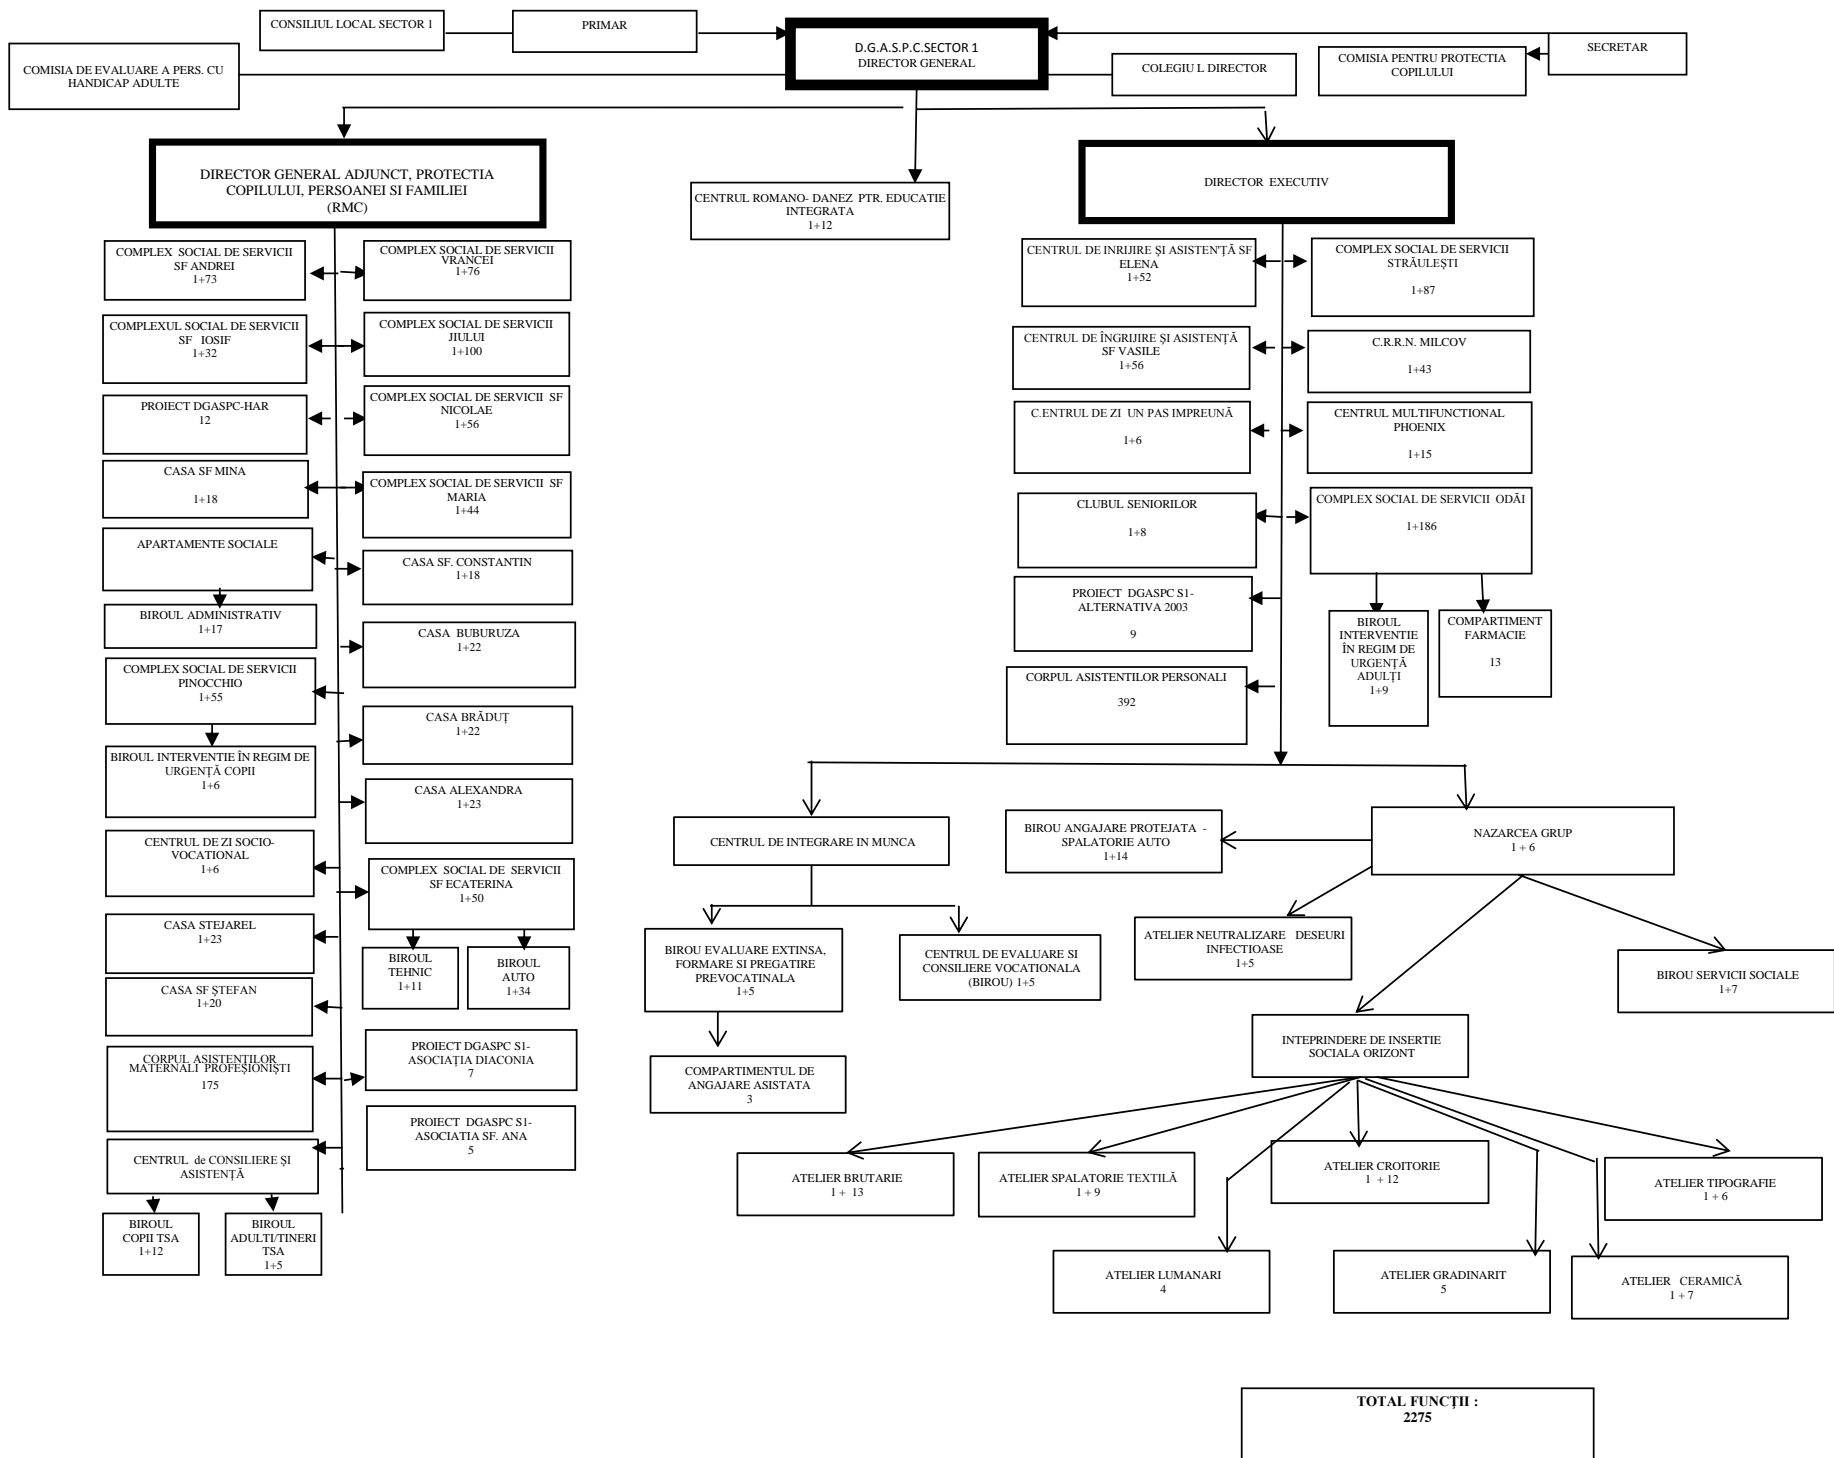 CONSILIUL LOCAL SECTOR 1
PRIMAR
D.G.A.S.P.C.SECTOR 1
DIRECTOR GENERAL
SECRETAR
COMISIA DE EVALUARE A PERS. CU
HANDICAP ADULTE
COLEGIU L DIRECTOR
COMISIA PENTRU PROTECTIA
COPILULUI
DIRECTOR GENERAL ADJUNCT, PROTECTIA
COPILULUI, PERSOANEI SI FAMILIEI
(RMC)
CENTRUL ROMANO- DANEZ PTR. EDUCATIE
INTEGRATA
1+12
DIRECTOR EXECUTIV
COMPLEX SOCIAL DE SERVICII
SF ANDREI
1+73
COMPLEX SOCIAL DE SERVICII
VRANCEI
1+76
COMPLEXUL SOCIAL DE SERVICII
SF IOSIF
1+32
COMPLEX SOCIAL DE SERVICII
JIULUI
1+100
PROIECT DGASPC-HAR
12
COMPLEX SOCIAL DE SERVICII SF
NICOLAE
1+56
CASA SF MINA
1+18
COMPLEX SOCIAL DE SERVICII SF
MARIA
1+44
APARTAMENTE SOCIALE
CASA SF. CONSTANTIN
1+18
BIROUL ADMINISTRATIV
1+17
CASA BUBURUZA
1+22
COMPLEX SOCIAL DE SERVICII
PINOCCHIO
1+55
CASA BRĂDUȚ
1+22
BIROUL INTERVENTIE ÎN REGIM DE
URGENȚĂ COPII
1+6
CASA ALEXANDRA
1+23
CENTRUL DE ZI SOCIO-
VOCATIONAL
1+6
COMPLEX SOCIAL DE SERVICII
SF ECATERINA
1+50
CASA STEJAREL
1+23
BIROUL
TEHNIC
1+11
BIROUL
AUTO
1+34
CASA SF ȘTEFAN
1+20
CORPUL ASISTENȚILOR
MATERNALI PROFESIONIȘTI
175
PROIECT DGASPC S1-
ASOCIAȚIA DIACONIA
7
PROIECT DGASPC S1-
ASOCIATIA SF. ANA
5
CENTRUL de CONSILIERE ȘI
ASISTENȚĂ
BIROUL
COPII TSA
1+12
BIROUL
ADULTI/TINERI
TSA
1+5
CENTRUL DE INRIJIRE ȘI ASISTEN'ȚĂ SF
ELENA
1+52
COMPLEX SOCIAL DE SERVICII
STRĂULEȘTI
1+87
CENTRUL DE ÎNGRIJIRE ȘI ASISTENȚĂ
SF VASILE
1+56
C.R.R.N. MILCOV
1+43
C.ENTRUL DE ZI UN PAS IMPREUNĂ
1+6
CENTRUL MULTIFUNCTIONAL
PHOENIX
1+15
CLUBUL SENIORILOR
1+8
COMPLEX SOCIAL DE SERVICII ODĂI
1+186
PROIECT DGASPC S1-
ALTERNATIVA 2003
9
BIROUL
INTERVENTIE
ÎN REGIM DE
URGENȚĂ
ADULȚI
1+9
COMPARTIMENT
FARMACIE
13
CORPUL ASISTENTILOR PERSONALI
392
CENTRUL DE INTEGRARE IN MUNCA
BIROU ANGAJARE PROTEJATA -
SPALATORIE AUTO
1+14
NAZARCEA GRUP
1 + 6
BIROU EVALUARE EXTINSA,
FORMARE SI PREGATIRE
PREVOCATINALA
1+5
CENTRUL DE EVALUARE SI
CONSILIERE VOCATIONALA
(BIROU) 1+5
ATELIER NEUTRALIZARE DESEURI
INFECTIOASE
1+5
BIROU SERVICII SOCIALE
1+7
COMPARTIMENTUL DE
ANGAJARE ASISTATA
3
INTEPRINDERE DE INSERTIE
SOCIALA ORIZONT
ATELIER BRUTARIE
1 + 13
ATELIER SPALATORIE TEXTILĂ
1 + 9
ATELIER CROITORIE
1 + 12
ATELIER TIPOGRAFIE
1 + 6
ATELIER LUMANARI
4
ATELIER GRADINARIT
5
ATELIER CERAMICĂ
1 + 7
TOTAL FUNCŢII :
2275